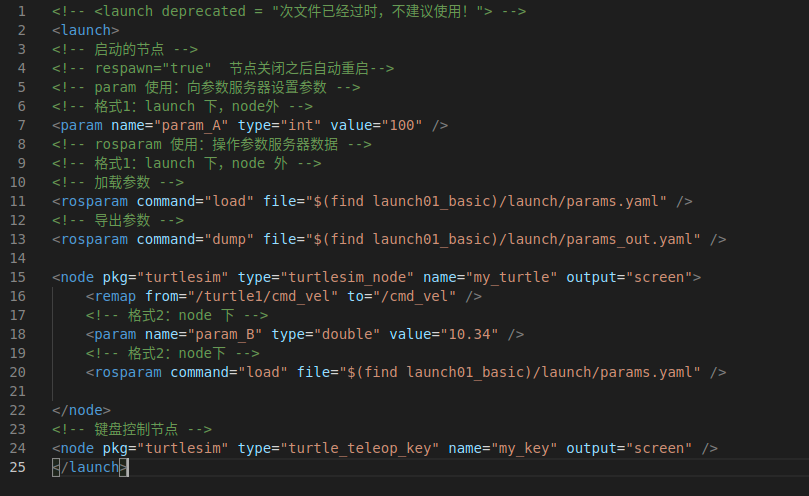 1 <!-- <launch deprecated = "次文件已经过时，不建议使用！"> -->
2 <launch>
3 <!-- 启动的节点 -->
4 <!-- respawn="true"  节点关闭之后自动重启-->
5 <!-- param 使用：向参数服务器设置参数 -->
6 <!-- 格式1：launch 下，node外 -->
7 <param name="param_A" type="int" value="100" />
8 <!-- rosparam 使用：操作参数服务器数据 -->
9 <!-- 格式1：launch 下，node 外 -->
10 <!-- 加载参数 -->
11 <rosparam command="load" file="$(find launch01_basic)/launch/params.yaml" />
12 <!-- 导出参数 -->
13 <rosparam command="dump" file="$(find launch01_basic)/launch/params_out.yaml" />
14
15 <node pkg="turtlesim" type="turtlesim_node" name="my_turtle" output="screen">
16     <remap from="/turtle1/cmd_vel" to="/cmd_vel" />
17     <!-- 格式2：node 下 -->
18     <param name="param_B" type="double" value="10.34" />
19     <!-- 格式2：node下 -->
20     <rosparam command="load" file="$(find launch01_basic)/launch/params.yaml" />
21
22 </node>
23 <!-- 键盘控制节点 -->
24 <node pkg="turtlesim" type="turtle_teleop_key" name="my_key" output="screen" />
25 </launch>